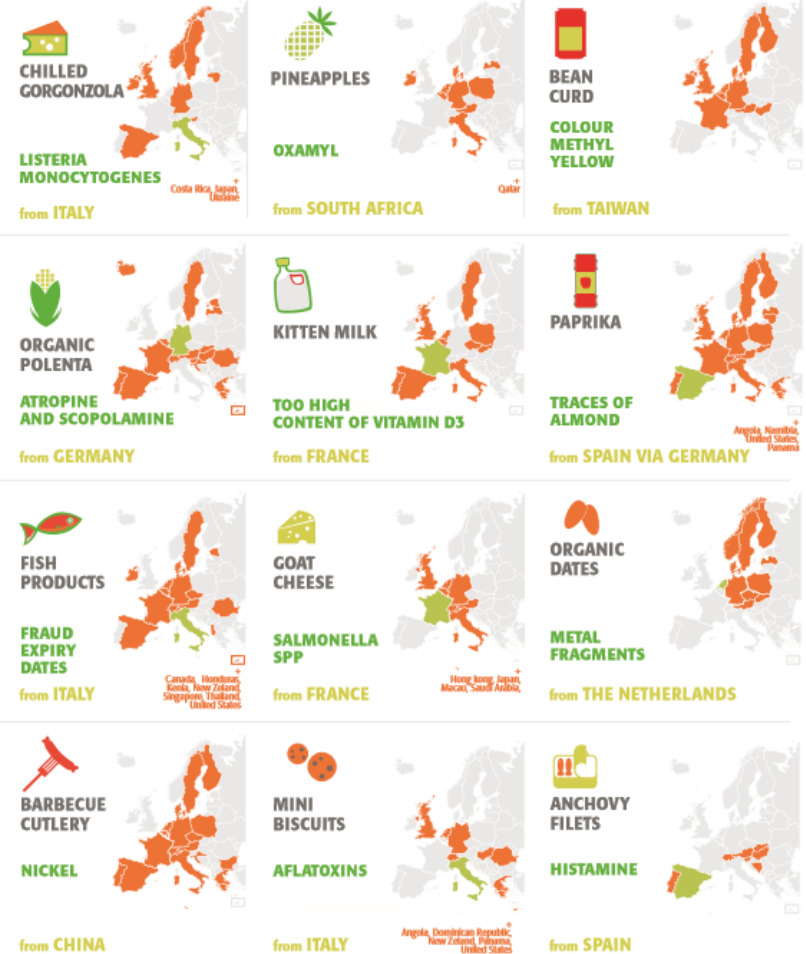 CHILLED
GORGONZOLA
LISTERIA
MONOCYTOGENES
+
Costa Rica, Japan,
Ukraine
from ITALY
PINEAPPLES
OXAMYL
+
Qatar
from SOUTH AFRICA
BEAN
CURD
COLOUR
METHYL
YELLOW
from TAIWAN
ORGANIC
POLENTA
ATROPINE
AND SCOPOLAMINE
from GERMANY
KITTEN MILK
TOO HIGH
CONTENT OF VITAMIN D3
from FRANCE
PAPRIKA
TRACES OF
ALMOND
+
Angola, Namibia,
United States,
Panama
from SPAIN VIA GERMANY
FISH
PRODUCTS
FRAUD
EXPIRY
DATES
+
Canada, Honduras,
Kenia, New Zeland,
Singapore, Thailand,
United States
from ITALY
GOAT
CHEESE
SALMONELLA
SPP
+
Hong kong, Japan,
Macao, Saudi Arabia,
from FRANCE
ORGANIC
DATES
METAL
FRAGMENTS
from THE NETHERLANDS
BARBECUE
CUTLERY
NICKEL
from CHINA
MINI
BISCUITS
AFLATOXINS
+
Angola, Dominican Republic,
New Zeland, Panama,
United States
from ITALY
ANCHOVY
FILETS
HISTAMINE
from SPAIN